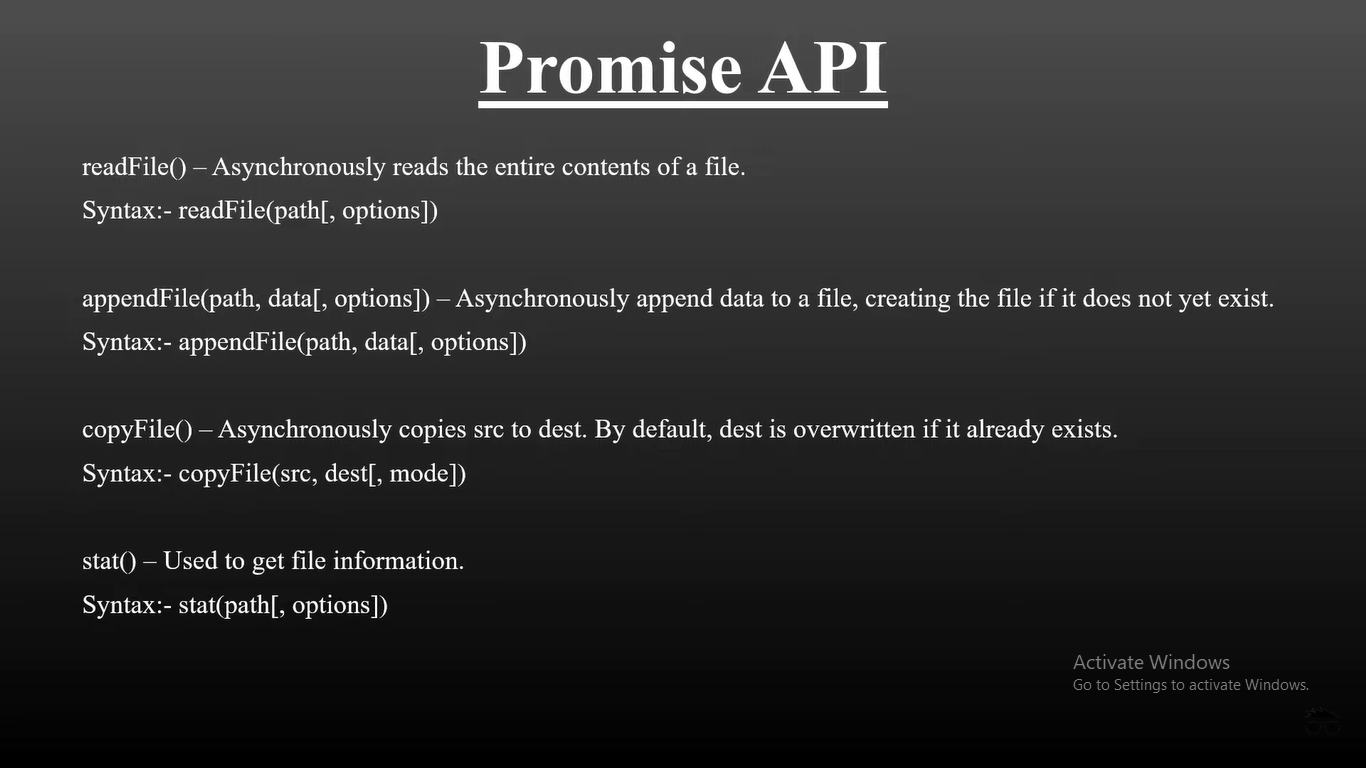 Promise API
readFile() – Asynchronously reads the entire contents of a file.
Syntax:- readFile(path[, options])
appendFile(path, data[, options]) – Asynchronously append data to a file, creating the file if it does not yet exist.
Syntax:- appendFile(path, data[, options])
copyFile() – Asynchronously copies src to dest. By default, dest is overwritten if it already exists.
Syntax:- copyFile(src, dest[, mode])
stat() – Used to get file information.
Syntax:- stat(path[, options])
Activate Windows
Go to Settings to activate Windows.